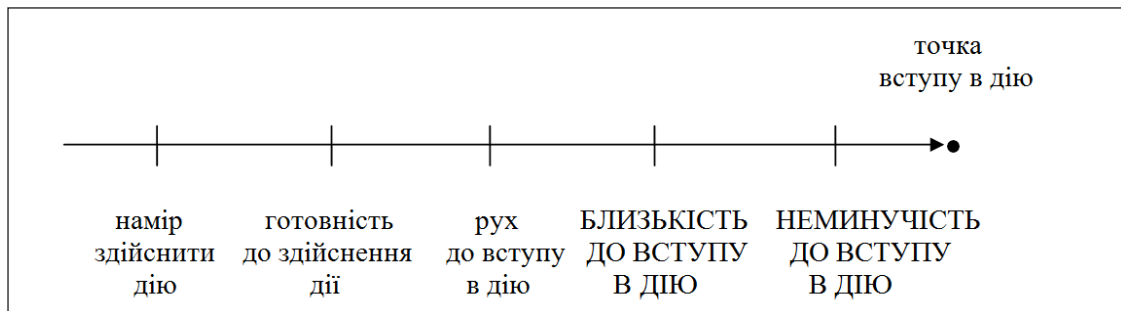 точка
вступу в дію
намір
здійснити
дію
готовність
до здійснення
дії
рух
до вступу
в дію
БЛИЗЬКІСТЬ
ДО ВСТУПУ
В ДІЮ
НЕМИНУЧІСТЬ
ДО ВСТУПУ
В ДІЮ